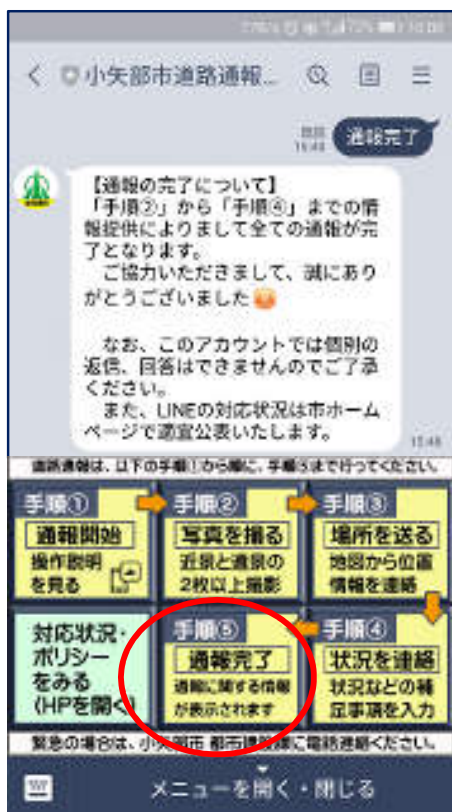 小矢部市道路通報...
既読
15:48
通報完了
【通報の完了について】
「手順②」から「手順④」までの情
報提供によりまして全ての通報が完
了となります。
ご協力いただきまして、誠にあり
がとうございました
なお、このアカウントでは個別の
返信、回答はできませんのでご了承
ください。
また、LINEの対応状況は市ホーム
ページで適宜公表いたします。
15:48
道路通報は、以下の手順①から順に、手順⑤まで行ってください。
手順①
通報開始
操作説明
を見る
手順②
写真を撮る
近景と遠景の
2枚以上撮影
手順③
場所を送る
地図から位置
情報を連絡
対応状況・
ポリシー
をみる
(HPを開く)
手順⑤
通報完了
通報に関する情報
が表示されます
手順④
状況を連絡
状況などの補
足事項を入力
緊急の場合は、小矢部市 都市建設課に電話連絡ください。
メニューを開く・閉じる